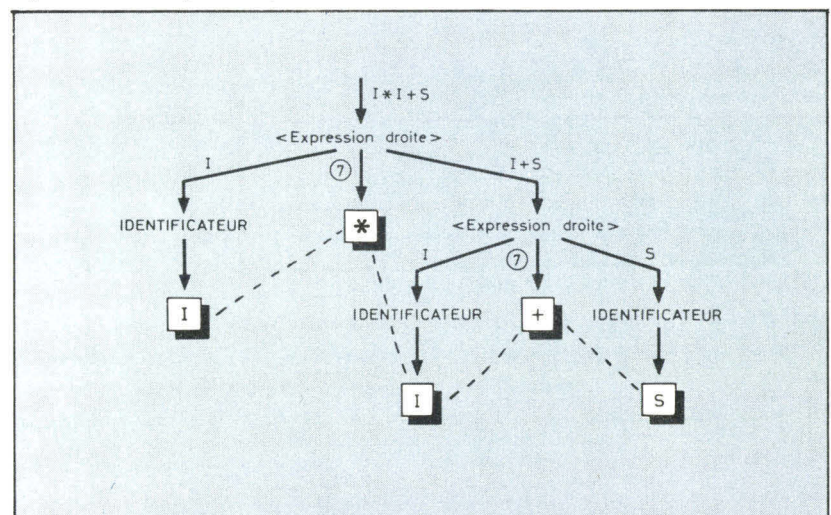 I*I+S
<Expression droite>
I
⑦
I+S
IDENTIFICATEUR
*
<Expression droite>
I
⑦
S
I
IDENTIFICATEUR
+
IDENTIFICATEUR
I
S